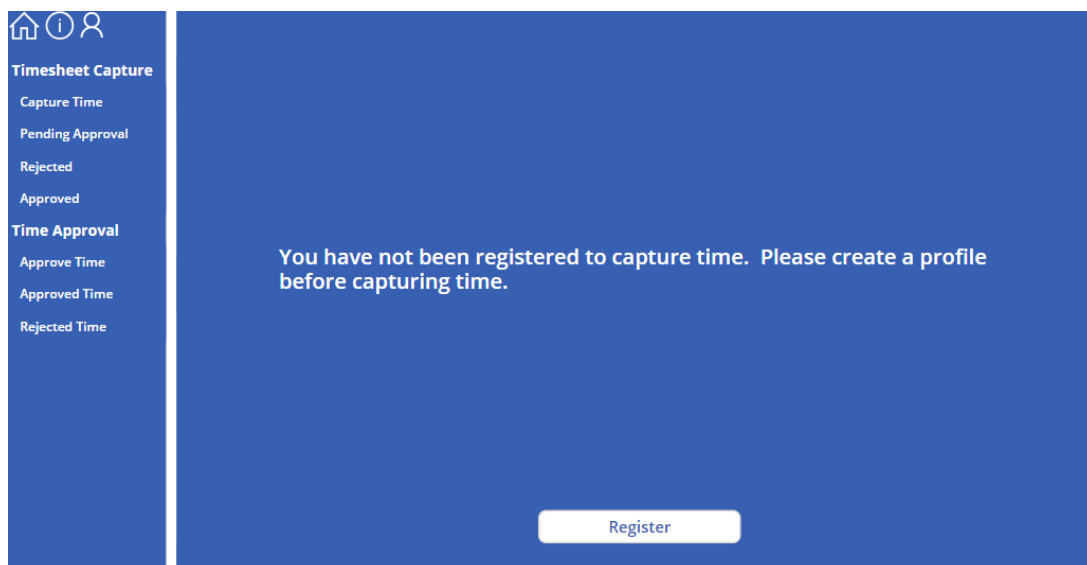 Timesheet Capture
Capture Time
Pending Approval
Rejected
Approved
Time Approval
Approve Time
Approved Time
Rejected Time
You have not been registered to capture time.  Please create a profile
before capturing time.
Register